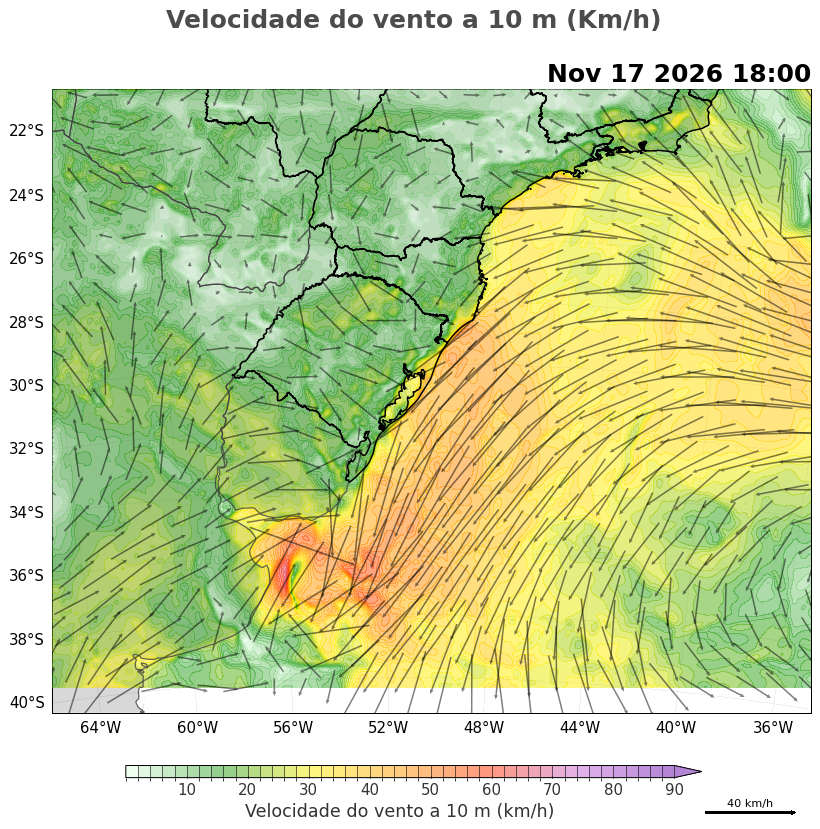 Velocidade do vento a 10 m (Km/h)
Nov 17 2026 18:00
22°S
24°S
26°S
28°S
30°S
32°S
34°S
36°S
38°S
40°S
64°W 60°W 56°W 52°W 48°W 44°W 40°W 36°W
10 20 30 40 50 60 70 80 90
Velocidade do vento a 10 m (km/h)
40 km/h